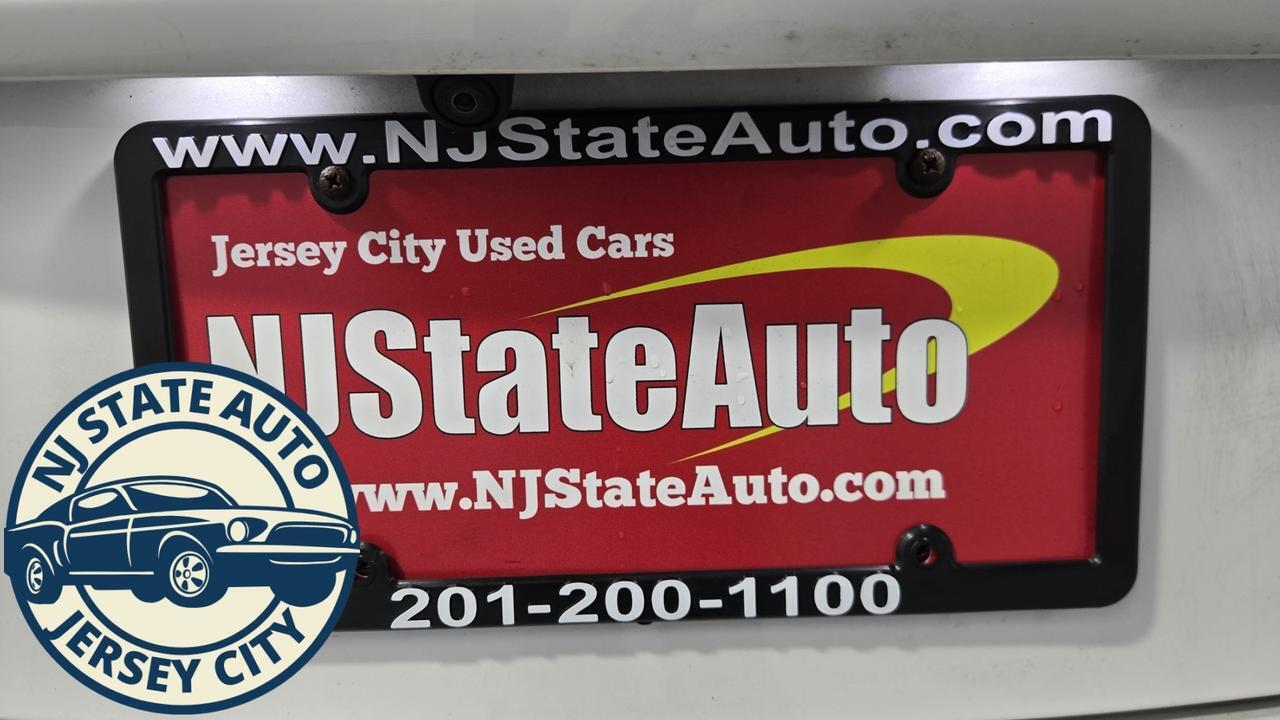 www.NJStateAuto.com
Jersey City Used Cars
NJStateAuto
www.NJStateAuto.com
201-200-1100
NJ STATE AUTO
JERSEY CITY